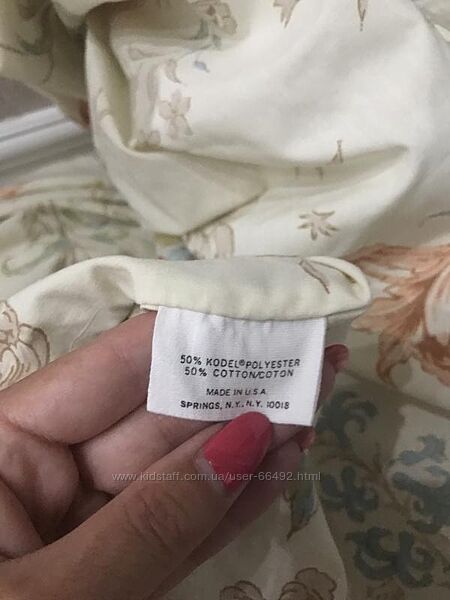 50% KODEL® POLYESTER
50% COTTON/COTON
MADE IN U.S.A.
SPRINGS, N.Y., N.Y. 10018
www.kidstaff.com.ua/user-66492.html